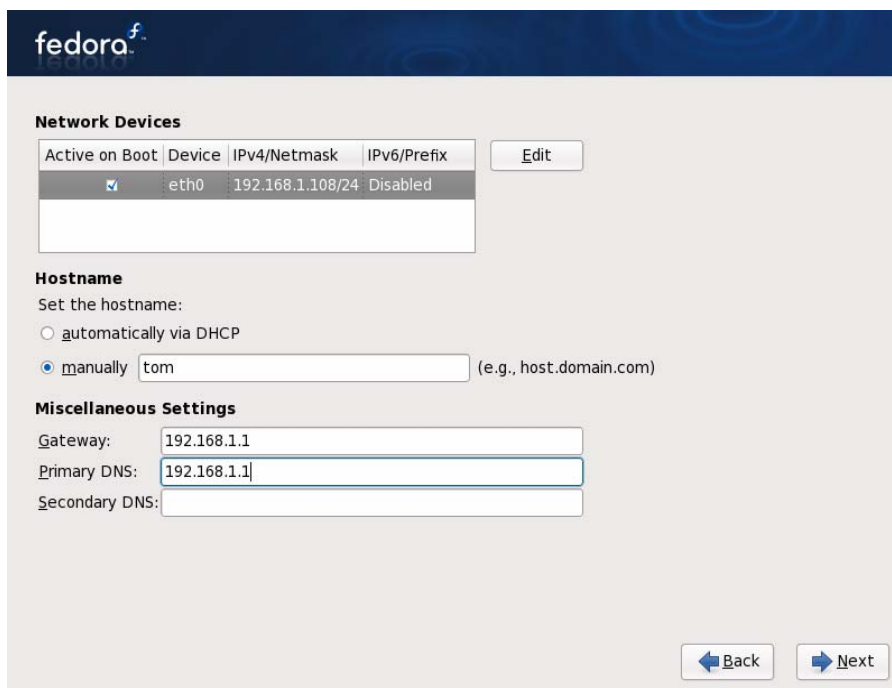 fedora
Network Devices
Active on Boot Device IPv4/Netmask IPv6/Prefix
Edit
eth0 192.168.1.108/24 Disabled
Hostname
Set the hostname:
automatically via DHCP
manually tom (e.g., host.domain.com)
Miscellaneous Settings
Gateway: 192.168.1.1
Primary DNS: 192.168.1.1
Secondary DNS:
Back Next